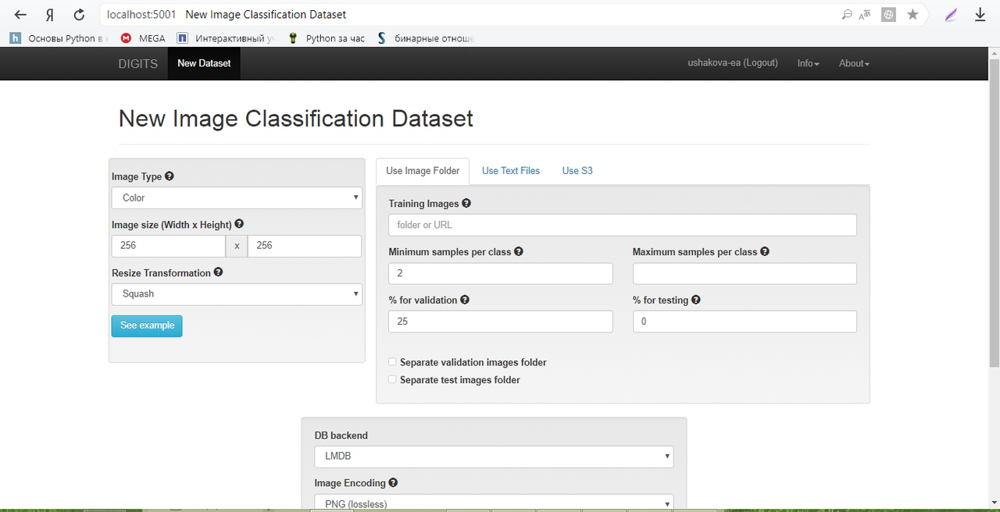 Я localhost:5001 New Image Classification Dataset
Основы Python в MEGA Интерактивный Python за час бинарные отноше
DIGITS New Dataset ushakova-ea (Logout) Info About
New Image Classification Dataset
Use Image Folder Use Text Files Use S3
Image Type
Color
Image size (Width x Height)
256 x 256
Resize Transformation
Squash
See example
Training Images
folder or URL
Minimum samples per class Maximum samples per class
2
% for validation % for testing
25 0
Separate validation images folder
Separate test images folder
DB backend
LMDB
Image Encoding
PNG (lossless)